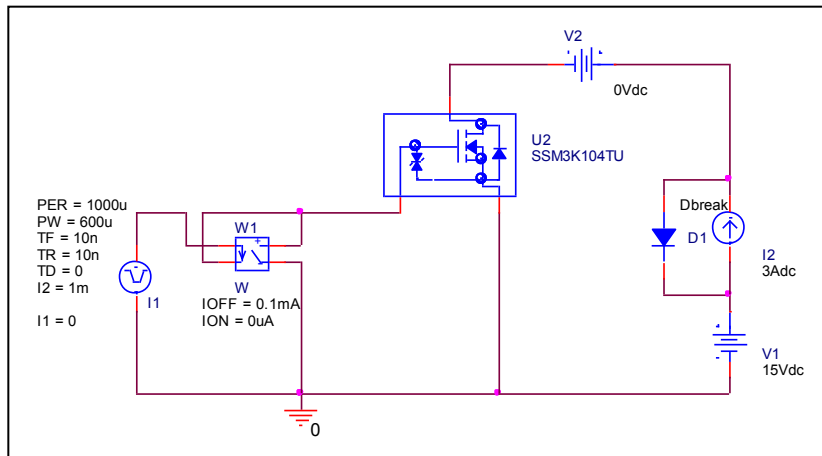 V2
0Vdc
U2
SSM3K104TU
PER = 1000u
PW = 600u
TF = 10n
TR = 10n
TD = 0
I2 = 1m
I1 = 0
I1
W1
+
-
W
IOFF = 0.1mA
ION = 0uA
Dbreak
D1
I2
3Adc
V1
15Vdc
0